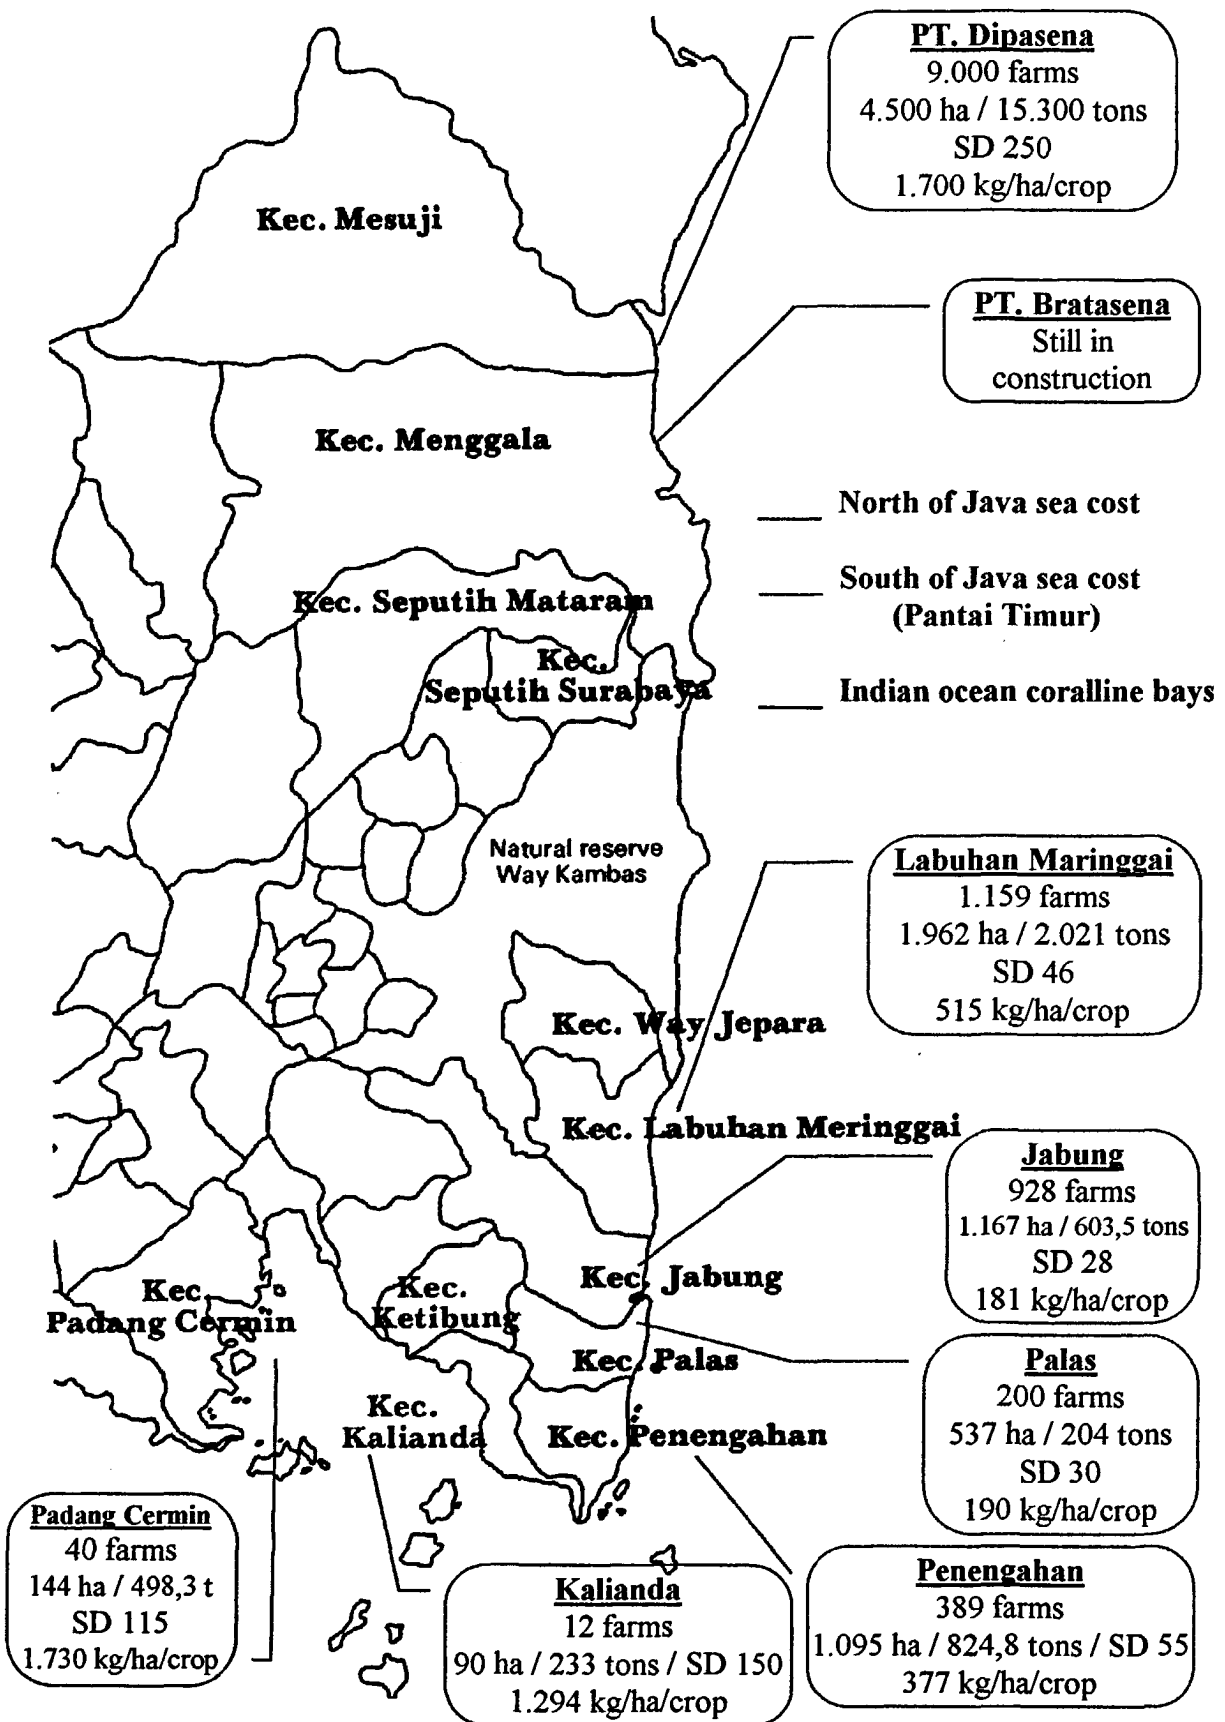 PT. Dipasena
9.000 farms
4.500 ha / 15.300 tons
SD 250
1.700 kg/ha/crop
Kec. Mesuji
PT. Bratasena
Still in
construction
Kec. Menggala
North of Java sea cost
South of Java sea cost
(Pantai Timur)
Kec. Seputih Mataram
Kec.
Seputih Surabaya
Indian ocean coralline bays
Natural reserve
Way Kambas
Labuhan Maringgai
1.159 farms
1.962 ha / 2.021 tons
SD 46
515 kg/ha/crop
Kec. Way Jepara
Kec. Labuhan Meringgai
Jabung
928 farms
1.167 ha / 603,5 tons
SD 28
181 kg/ha/crop
Kec. Jabung
Kec.
Ketibung
Kec.
Padang Cermin
Kec. Palas
Palas
200 farms
537 ha / 204 tons
SD 30
190 kg/ha/crop
Kec.
Kalianda
Kec. Penengahan
Padang Cermin
40 farms
144 ha / 498,3 t
SD 115
1.730 kg/ha/crop
Kalianda
12 farms
90 ha / 233 tons / SD 150
1.294 kg/ha/crop
Penengahan
389 farms
1.095 ha / 824,8 tons / SD 55
377 kg/ha/crop